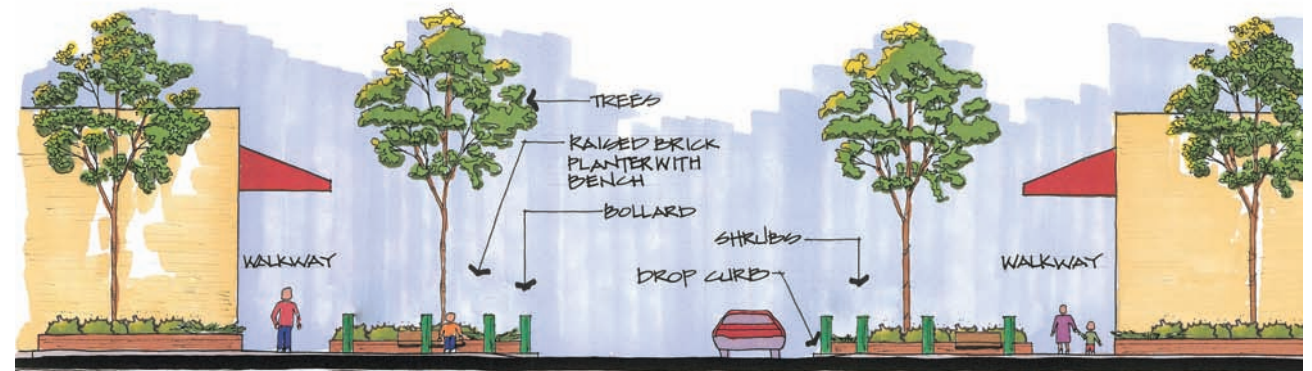 TREES
RAISED BRICK
PLANTER WITH
BENCH
BOLLARD
SHRUBS
WALKWAY
DROP CURB
WALKWAY